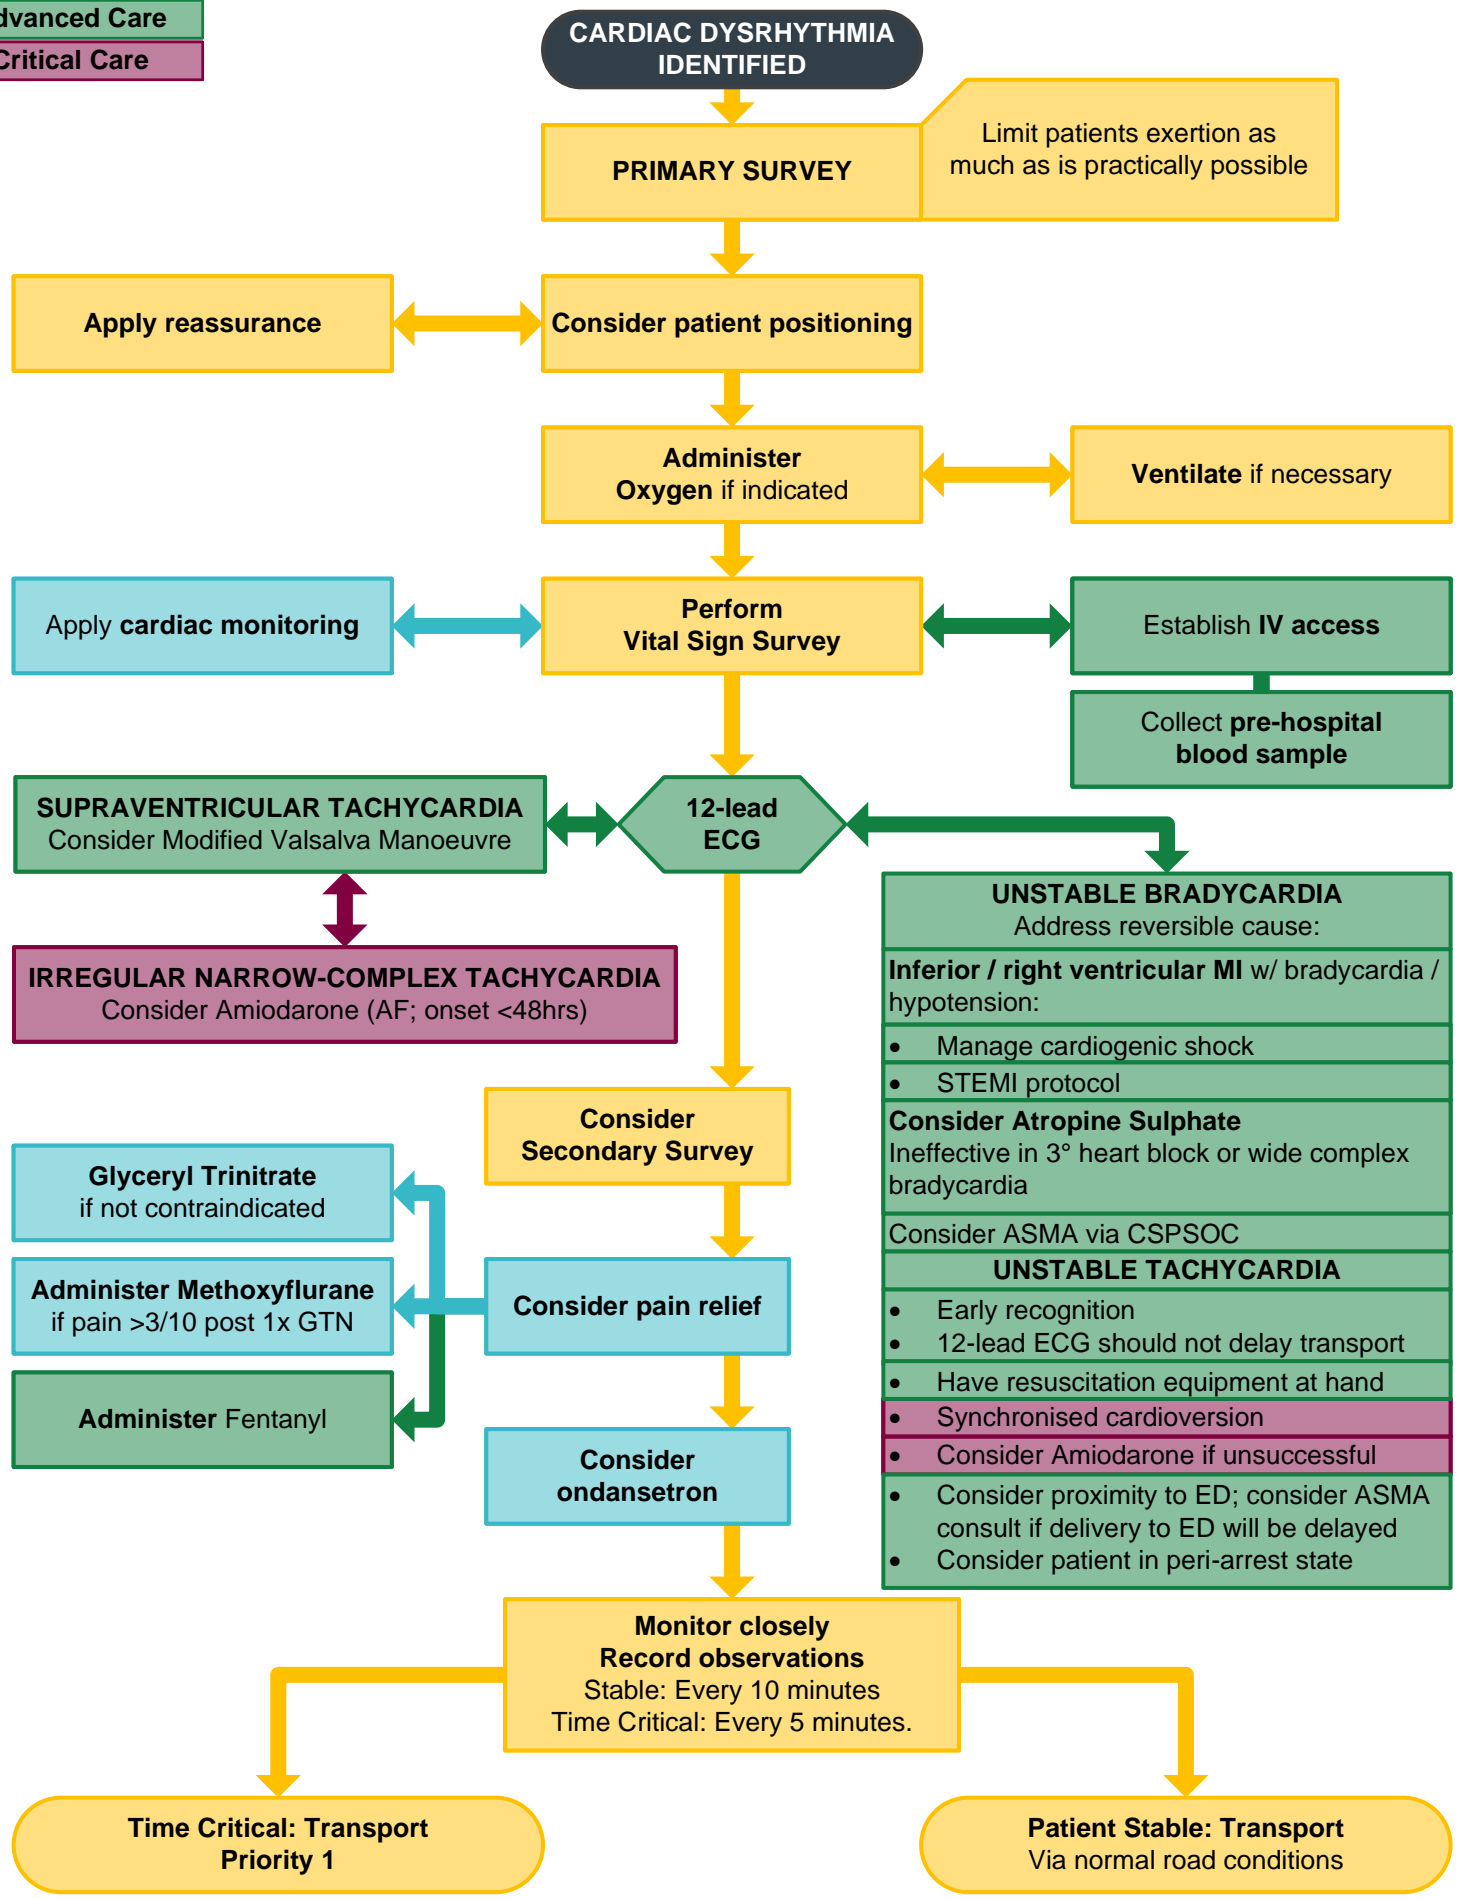 dvanced Care
Critical Care
CARDIAC DYSRHYTHMIA
IDENTIFIED
PRIMARY SURVEY
Limit patients exertion as
much as is practically possible
Apply reassurance
Consider patient positioning
Administer
Oxygen if indicated
Ventilate if necessary
Apply cardiac monitoring
Perform
Vital Sign Survey
Establish IV access
Collect pre-hospital
blood sample
SUPRAVENTRICULAR TACHYCARDIA
Consider Modified Valsalva Manoeuvre
12-lead
ECG
IRREGULAR NARROW-COMPLEX TACHYCARDIA
Consider Amiodarone (AF; onset <48hrs)
UNSTABLE BRADYCARDIA
Address reversible cause:
Inferior / right ventricular MI w/ bradycardia /
hypotension:
• Manage cardiogenic shock
• STEMI protocol
Consider Atropine Sulphate
Ineffective in 3° heart block or wide complex
bradycardia
Consider ASMA via CSPSOC
UNSTABLE TACHYCARDIA
• Early recognition
• 12-lead ECG should not delay transport
• Have resuscitation equipment at hand
• Synchronised cardioversion
• Consider Amiodarone if unsuccessful
• Consider proximity to ED; consider ASMA
consult if delivery to ED will be delayed
• Consider patient in peri-arrest state
Consider
Secondary Survey
Glyceryl Trinitrate
if not contraindicated
Administer Methoxyflurane
if pain >3/10 post 1x GTN
Consider pain relief
Administer Fentanyl
Consider
ondansetron
Monitor closely
Record observations
Stable: Every 10 minutes
Time Critical: Every 5 minutes.
Time Critical: Transport
Priority 1
Patient Stable: Transport
Via normal road conditions